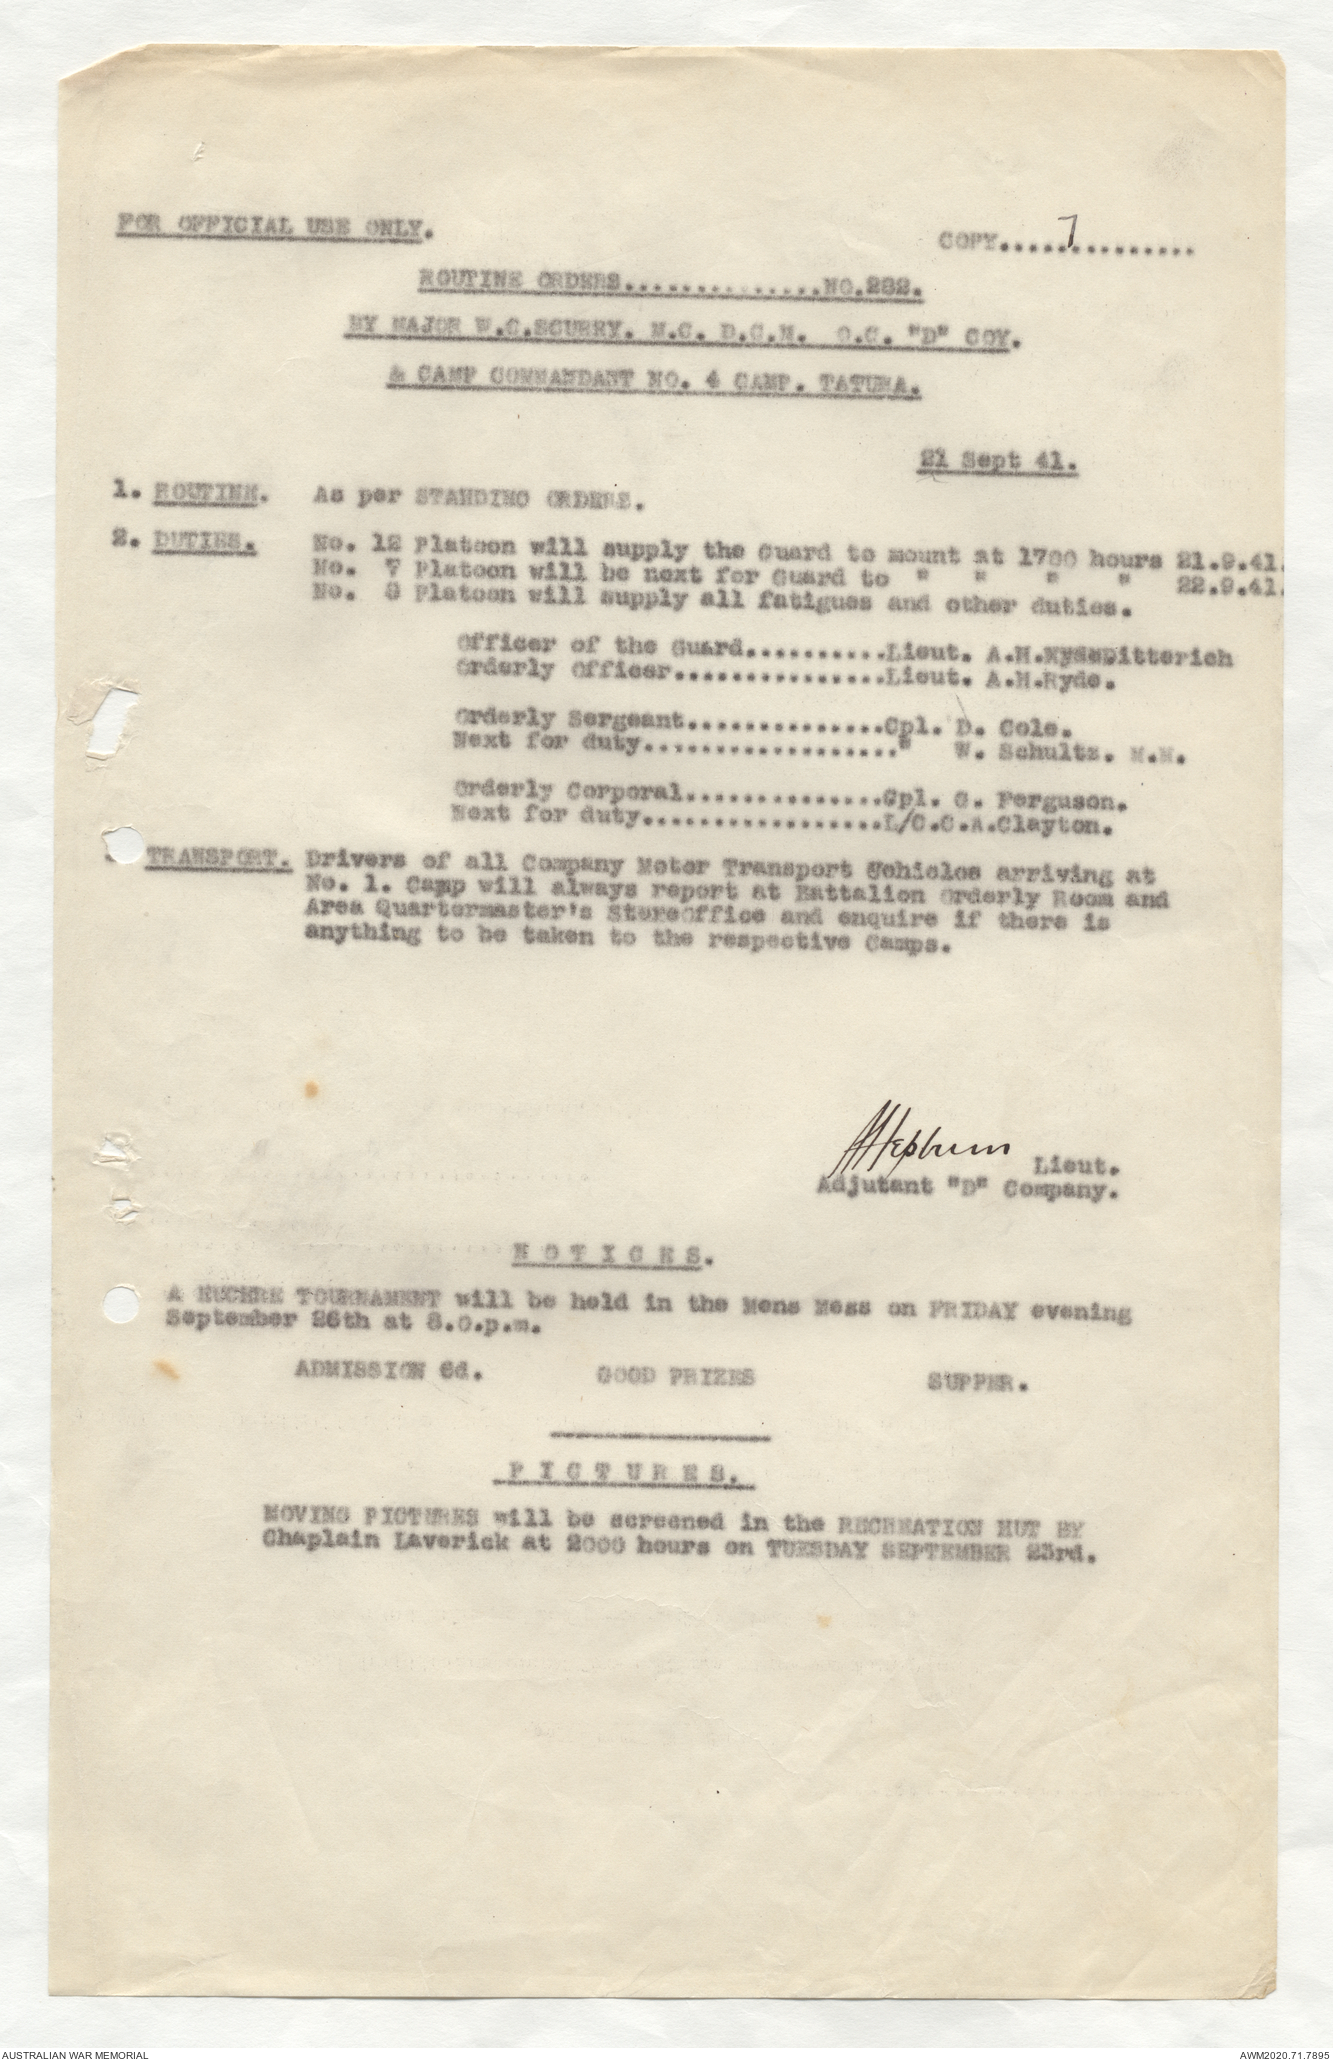 FOR OFFICIAL USE ONLY.
COPY.....7.........
ROUTINE ORDERS..............NO.282.
BY MAJOR W.C.SCURRY. M.C. D.C.M. O.C. "D" COY.
& CAMP COMMANDANT NO. 4 CAMP. TATURA.
21 Sept 41.
1. ROUTINE. As per STANDING ORDERS.
2. DUTIES. No. 12 Platoon will supply the Guard to mount at 1700 hours 21.9.41.
No. 7 Platoon will be next for Guard to " " " " 22.9.41.
No. 8 Platoon will supply all fatigues and other duties.
Officer of the Guard..........Lieut. A.H. Ditterich
Orderly Officer...............Lieut. A.H.Ryde.
Orderly Sergeant..............Cpl. D. Cole.
Next for duty.................." W. Schultz. M.M.
Orderly Corporal..............Cpl. G. Ferguson.
Next for duty.................L/C.C.A.Clayton.
TRANSPORT. Drivers of all Company Motor Transport Vehicles arriving at
No. 1. Camp will always report at Battalion Orderly Room and
Area Quartermaster's StoreOffice and enquire if there is
anything to be taken to the respective Camps.
Hepburn Lieut.
Adjutant "D" Company.
N O T I C E S.
A EUCHRE TOURNAMENT will be held in the Mens Mess on FRIDAY evening
September 26th at 8.0.p.m.
ADMISSION 6d. GOOD PRIZES SUPPER.
P I C T U R E S.
MOVING PICTURES will be screened in the RECREATION HUT BY
Chaplain Laverick at 2000 hours on TUESDAY SEPTEMBER 23rd.
AUSTRALIAN WAR MEMORIAL
AWM2020.71.7895